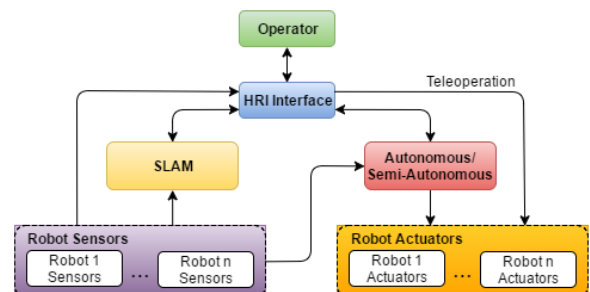 Operator
HRI Interface
Teleoperation
SLAM
Autonomous/
Semi-Autonomous
Robot Sensors
Robot 1
Sensors
...
Robot n
Sensors
Robot Actuators
Robot 1
Actuators
...
Robot n
Actuators